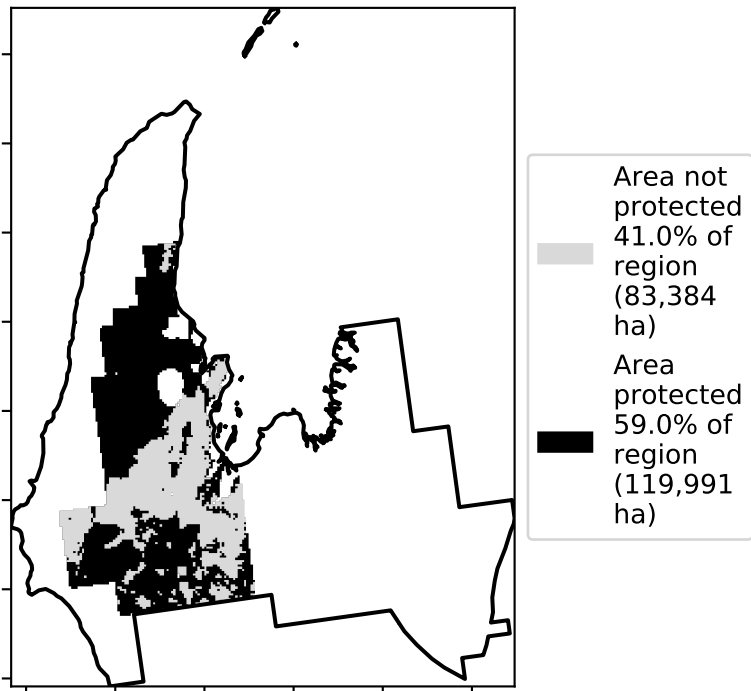 Area not
protected
41.0% of
region
(83,384
ha)
Area
protected
59.0% of
region
(119,991
ha)